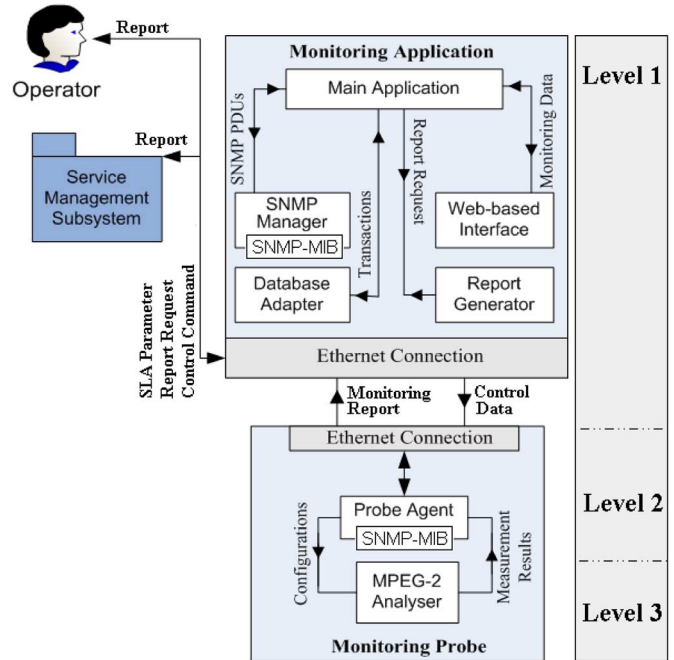 Report
Operator
Report
Service
Management
Subsystem
SLA Parameter
Report Request
Control Command
Monitoring Application
Main Application
SNMP PDUs
Transactions
Report Request
Monitoring Data
SNMP
Manager
SNMP-MIB
Web-based
Interface
Database
Adapter
Report
Generator
Ethernet Connection
Monitoring
Report
Control
Data
Ethernet Connection
Probe Agent
SNMP-MIB
Configurations
Measurement
Results
MPEG-2
Analyser
Monitoring Probe
Level 1
Level 2
Level 3